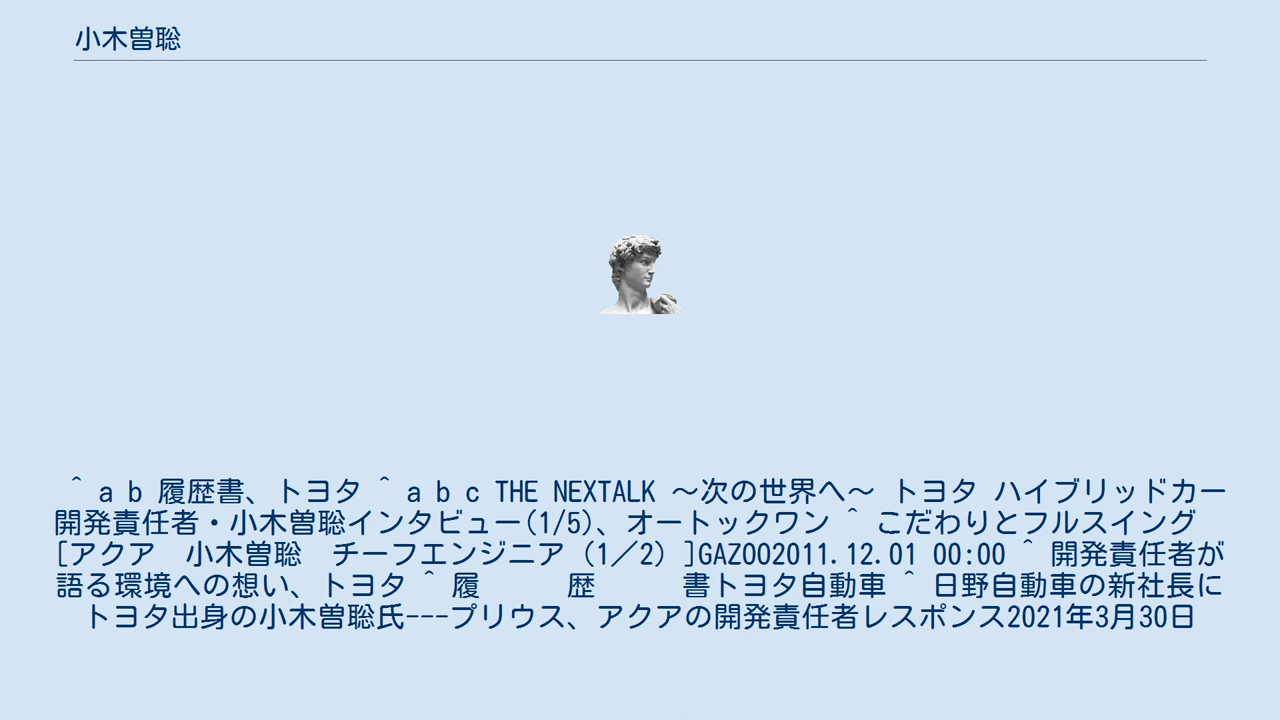 小木曽聡
^ a b 履歴書、トヨタ ^ a b c THE NEXTALK ～次の世界へ～ トヨタ ハイブリッドカー
開発責任者・小木曽聡インタビュー(1/5)、オートックワン ^ こだわりとフルスイング
[アクア　小木曽聡　チーフエンジニア（1／2）]GAZOO2011.12.01 00:00 ^ 開発責任者が
語る環境への想い、トヨタ ^ 履　　　歴　　　書トヨタ自動車 ^ 日野自動車の新社長に
トヨタ出身の小木曽聡氏---プリウス、アクアの開発責任者レスポンス2021年3月30日